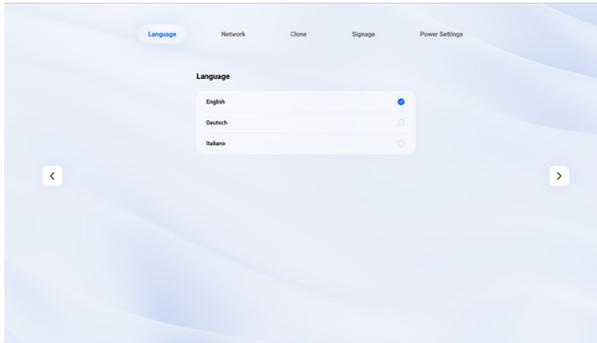 Language Network Clone Signage Power Settings
Language
English
Deutsch
Italiano